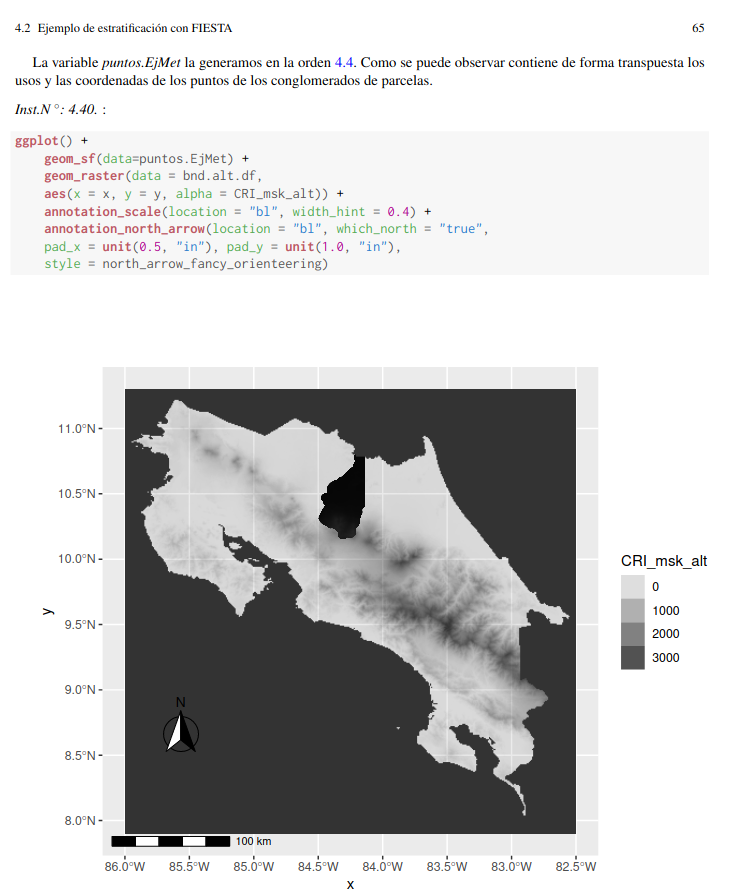 4.2 Ejemplo de estratificación con FIESTA 65
La variable puntos.EjMet la generamos en la orden 4.4. Como se puede observar contiene de forma transpuesta los
usos y las coordenadas de los puntos de los conglomerados de parcelas.
Inst.N °: 4.40. :
ggplot() +
geom_sf(data=puntos.EjMet) +
geom_raster(data = bnd.alt.df,
aes(x = x, y = y, alpha = CRI_msk_alt)) +
annotation_scale(location = "bl", width_hint = 0.4) +
annotation_north_arrow(location = "bl", which_north = "true",
pad_x = unit(0.5, "in"), pad_y = unit(1.0, "in"),
style = north_arrow_fancy_orienteering)
11.0°N
10.5°N
10.0°N
9.5°N
9.0°N
8.5°N
8.0°N
y
N
100 km
86.0°W 85.5°W 85.0°W 84.5°W 84.0°W 83.5°W 83.0°W 82.5°W
x
CRI_msk_alt
0
1000
2000
3000